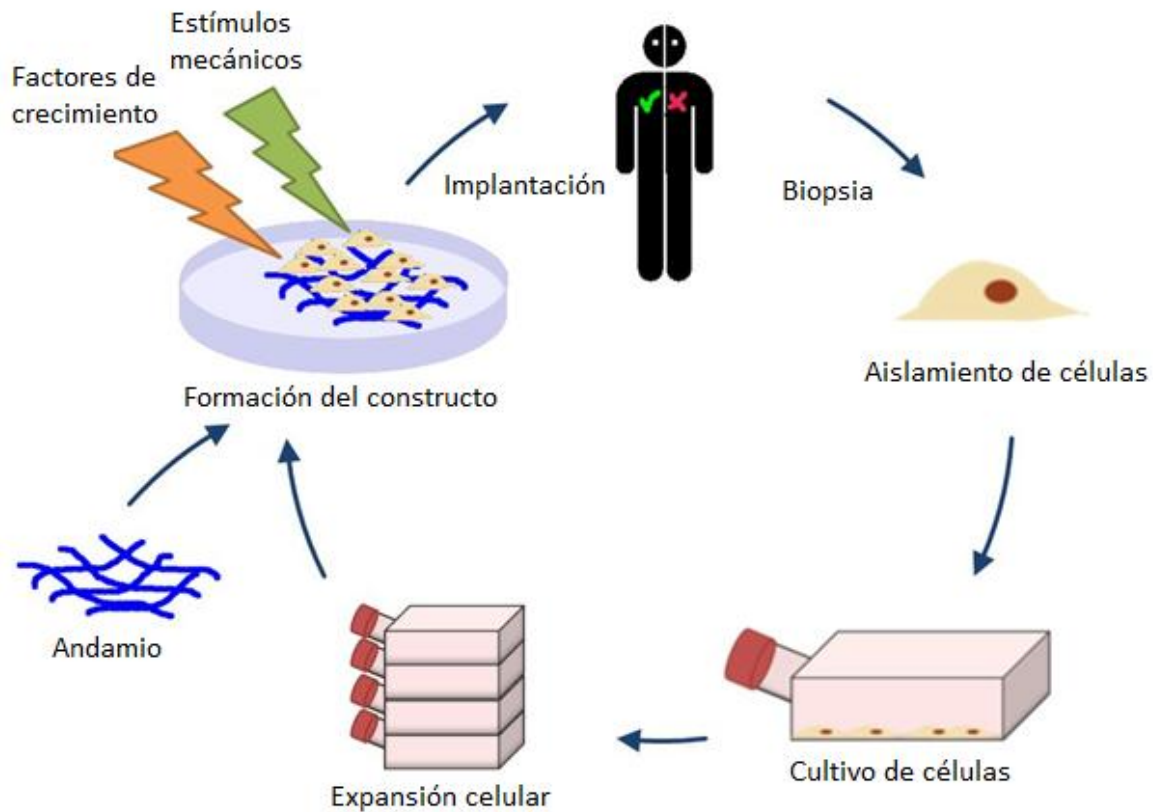 Estímulos
mecánicos
Factores de
crecimiento
Implantación
Biopsia
Aislamiento de células
Formación del constructo
Andamio
Cultivo de células
Expansión celular